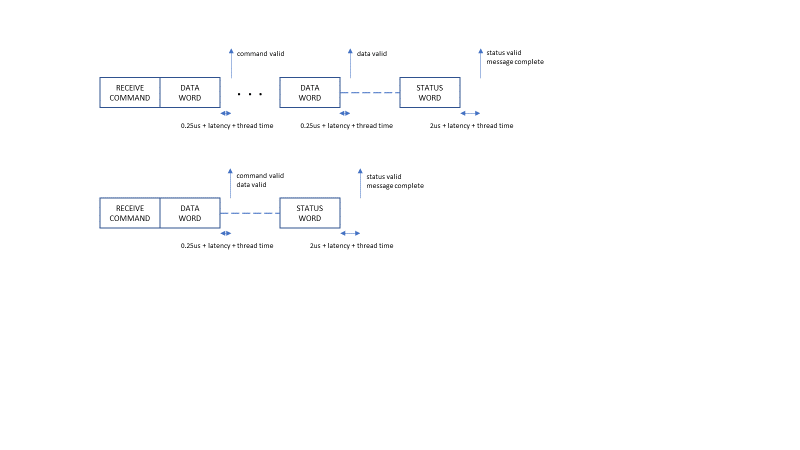 command valid
data valid
status valid
message complete
RECEIVE
COMMAND
DATA
WORD
. . .
DATA
WORD
STATUS
WORD
0.25us + latency + thread time
0.25us + latency + thread time
2us + latency + thread time
command valid
data valid
status valid
message complete
RECEIVE
COMMAND
DATA
WORD
STATUS
WORD
0.25us + latency + thread time
2us + latency + thread time